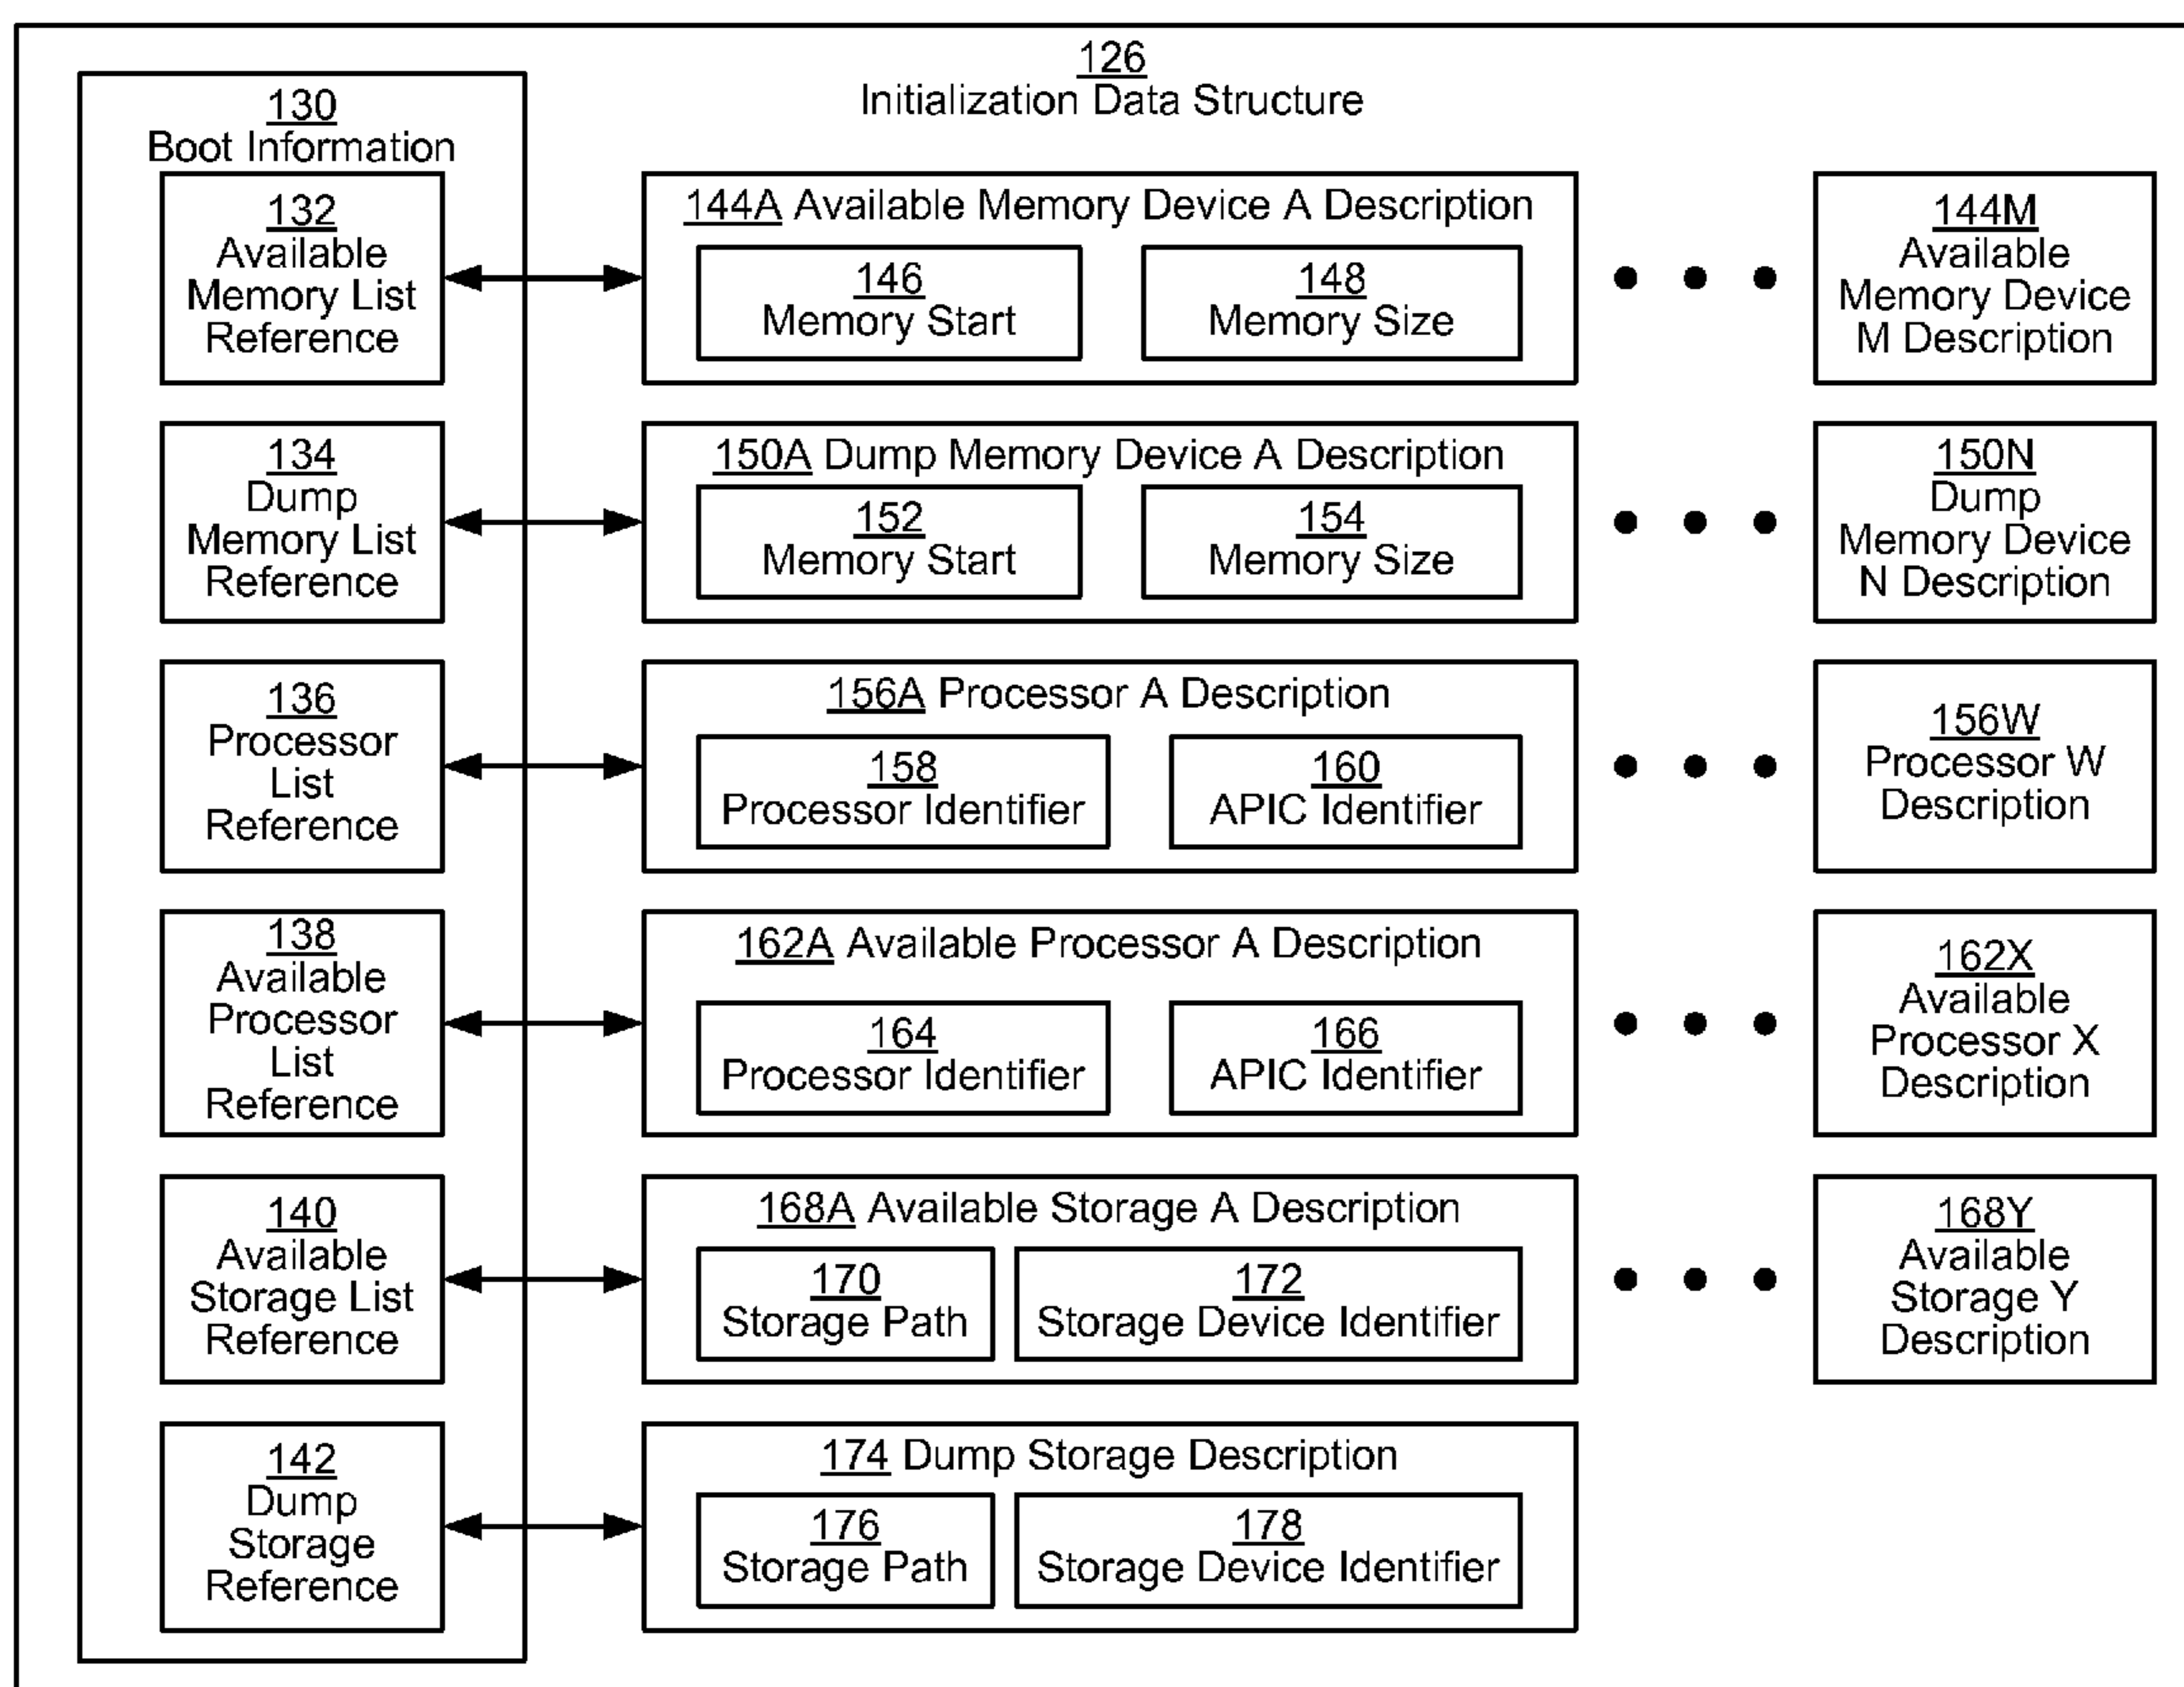 126
Initialization Data Structure
130
Boot Information
132
Available
Memory List
Reference
144A Available Memory Device A Description
146
Memory Start
148
Memory Size
144M
Available
Memory Device
M Description
134
Dump
Memory List
Reference
150A Dump Memory Device A Description
152
Memory Start
154
Memory Size
150N
Dump
Memory Device
N Description
136
Processor
List
Reference
156A Processor A Description
158
Processor Identifier
160
APIC Identifier
156W
Processor W
Description
138
Available
Processor
List
Reference
162A Available Processor A Description
164
Processor Identifier
166
APIC Identifier
162X
Available
Processor X
Description
140
Available
Storage List
Reference
168A Available Storage A Description
170
Storage Path
172
Storage Device Identifier
168Y
Available
Storage Y
Description
142
Dump
Storage
Reference
174 Dump Storage Description
176
Storage Path
178
Storage Device Identifier